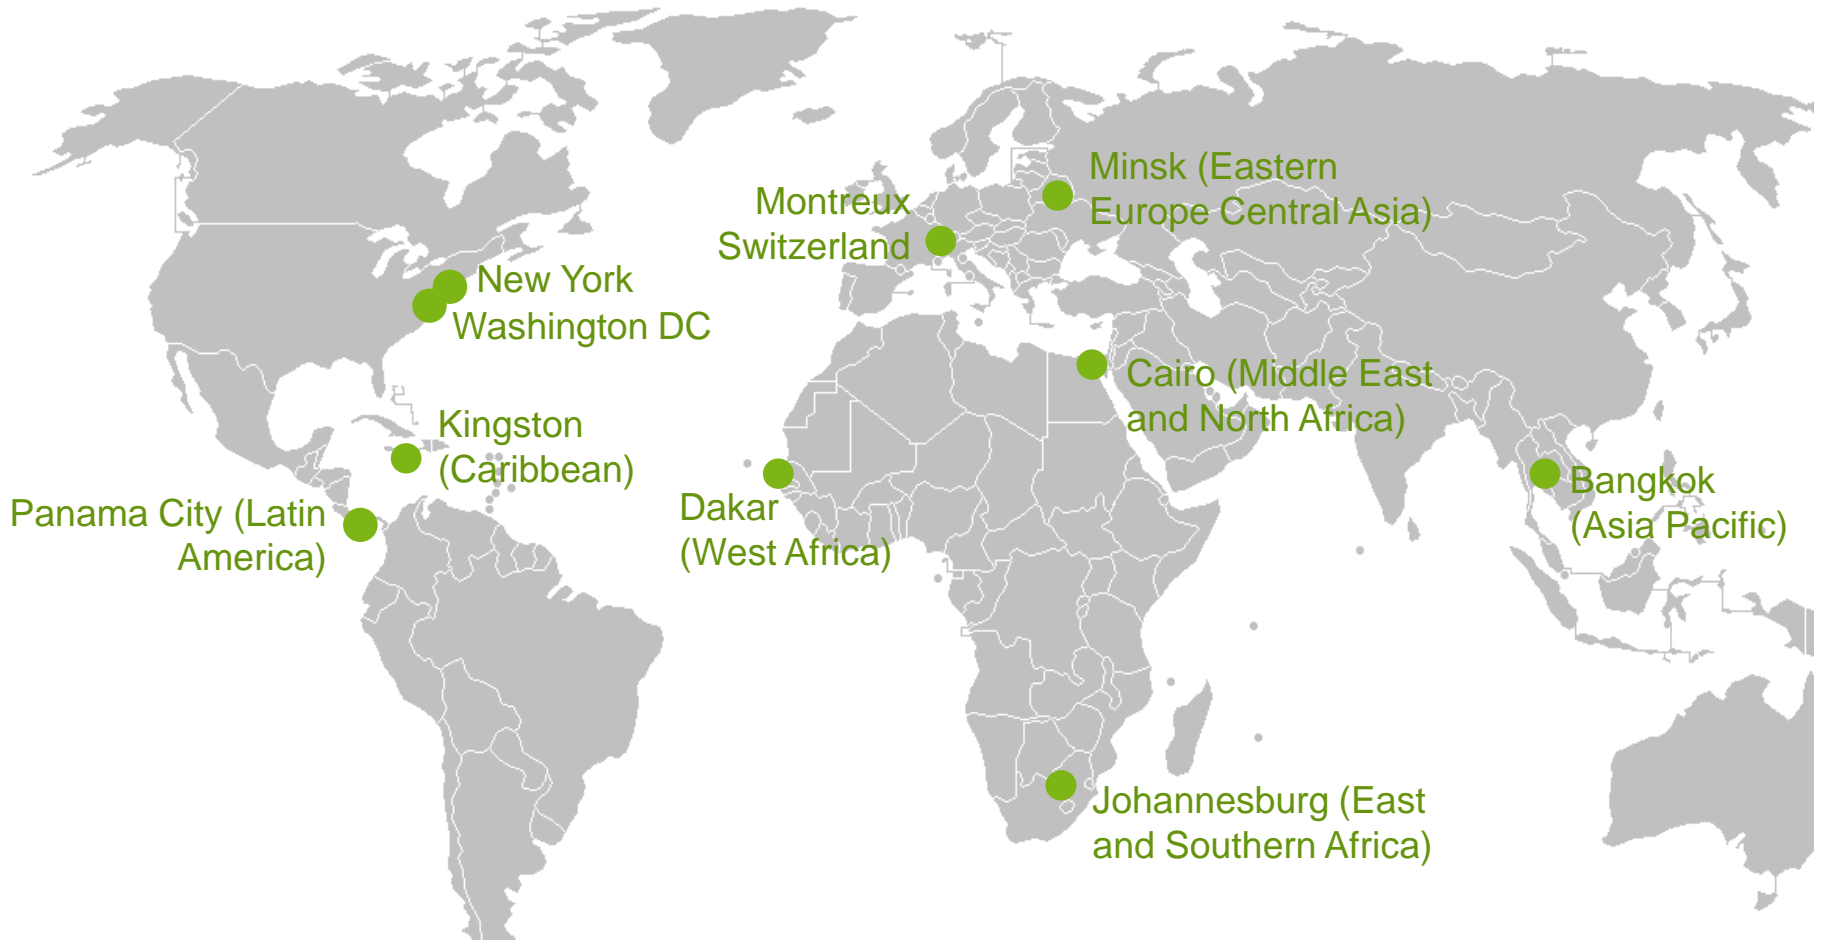 Minsk (Eastern
Europe Central Asia)
Montreux
Switzerland
New York
Washington DC
Cairo (Middle East
and North Africa)
Kingston
(Caribbean)
Panama City (Latin
America)
Dakar
(West Africa)
Bangkok
(Asia Pacific)
Johannesburg (East
and Southern Africa)